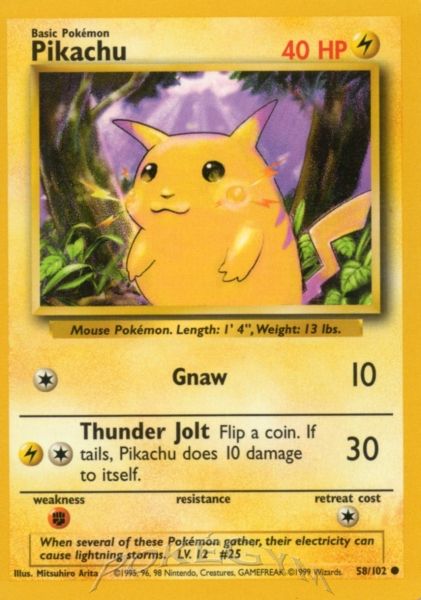 Basic Pokémon
Pikachu 40 HP
Mouse Pokémon. Length: 1' 4", Weight: 13 lbs.
Gnaw 10
Thunder Jolt Flip a coin. If
tails, Pikachu does 10 damage
to itself.
30
weakness resistance retreat cost
When several of these Pokémon gather, their electricity can
cause lightning storms. LV. 12 #25
Illus. Mitsuhiro Arita ©1995, 96, 98 Nintendo, Creatures, GAMEFREAK. ©1999 Wizards. 58/102
POKÉGYM